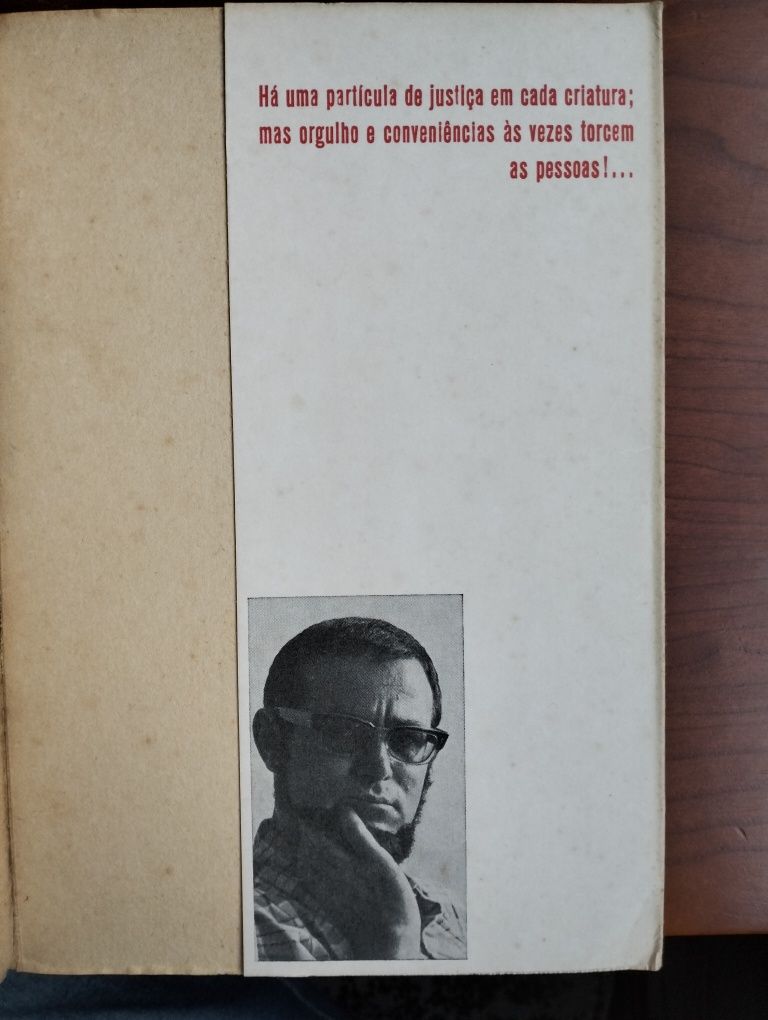 Há uma partícula de justiça em cada criatura;
mas orgulho e conveniências às vezes torcem
as pessoas!...